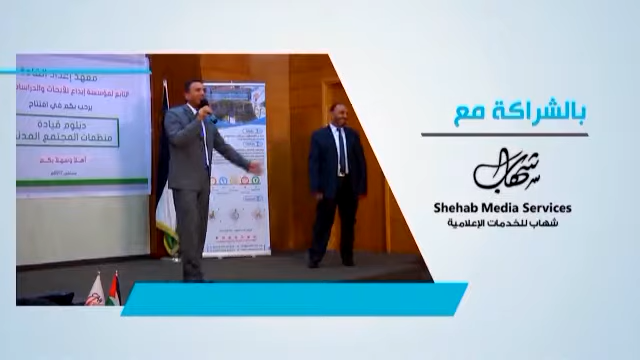 معهد إعداد القادة
التابع لمؤسسة إبداع للأبحاث والدراسات
يرحب بكم في افتتاح
دبلوم قيادة
منظمات المجتمع المدني
أهلا وسهلا بكم
بالشراكة مع
شهاب
Shehab Media Services
شهاب للخدمات الإعلامية